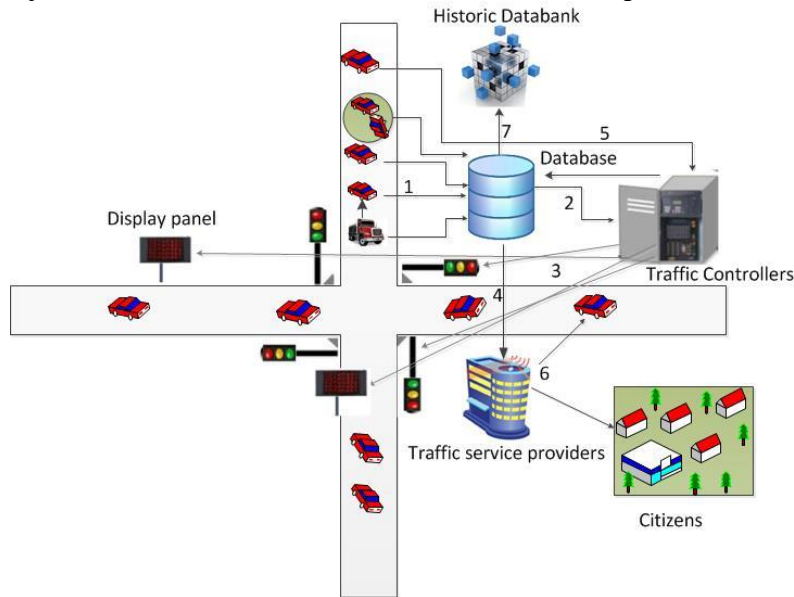 Historic Databank
7
5
Database
1
2
Display panel
3
Traffic Controllers
4
6
Traffic service providers
Citizens